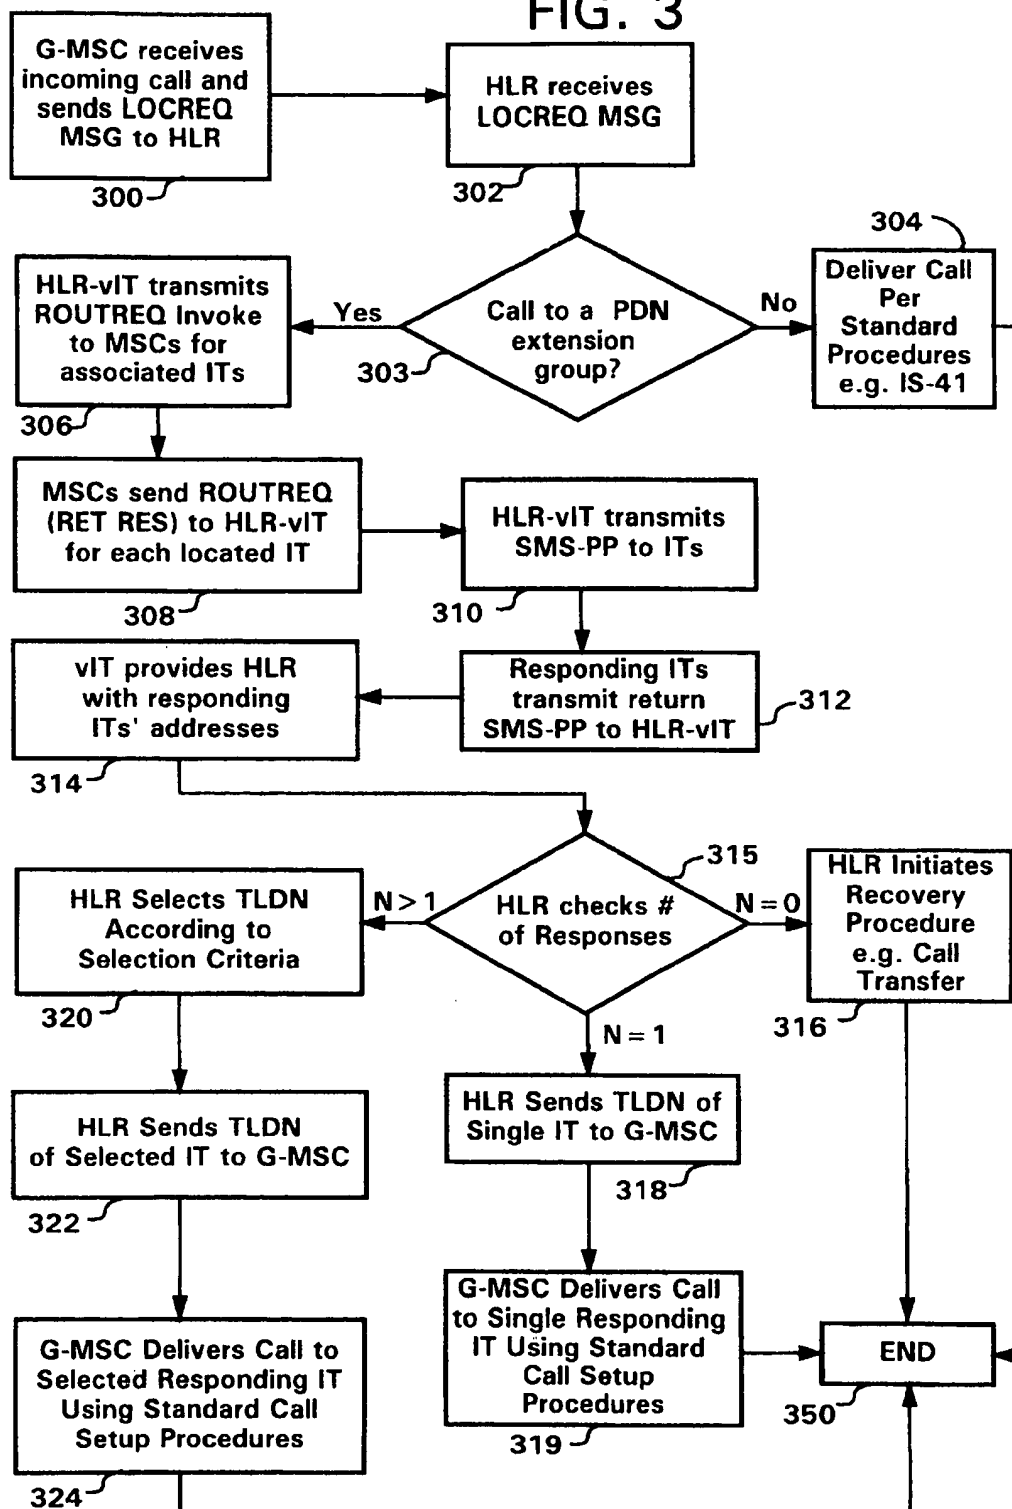 FIG. 3
G-MSC receives
incoming call and
sends LOCREQ
MSG to HLR
300
HLR receives
LOCREQ MSG
302
304
Deliver Call
Per
Standard
Procedures
e.g. IS-41
Call to a PDN
extension
group?
303
Yes
No
HLR-vIT transmits
ROUTREQ Invoke
to MSCs for
associated ITs
306
MSCs send ROUTREQ
(RET RES) to HLR-vIT
for each located IT
308
HLR-vIT transmits
SMS-PP to ITs
310
Responding ITs
transmit return
SMS-PP to HLR-vIT
312
vIT provides HLR
with responding
ITs' addresses
314
HLR checks #
of Responses
315
N>1
N=0
N=1
HLR Initiates
Recovery
Procedure
e.g. Call
Transfer
316
HLR Selects TLDN
According to
Selection Criteria
320
HLR Sends TLDN of
Single IT to G-MSC
318
HLR Sends TLDN
of Selected IT to G-MSC
322
G-MSC Delivers Call
to Single Responding
IT Using Standard
Call Setup
Procedures
319
END
350
G-MSC Delivers Call to
Selected Responding IT
Using Standard Call
Setup Procedures
324